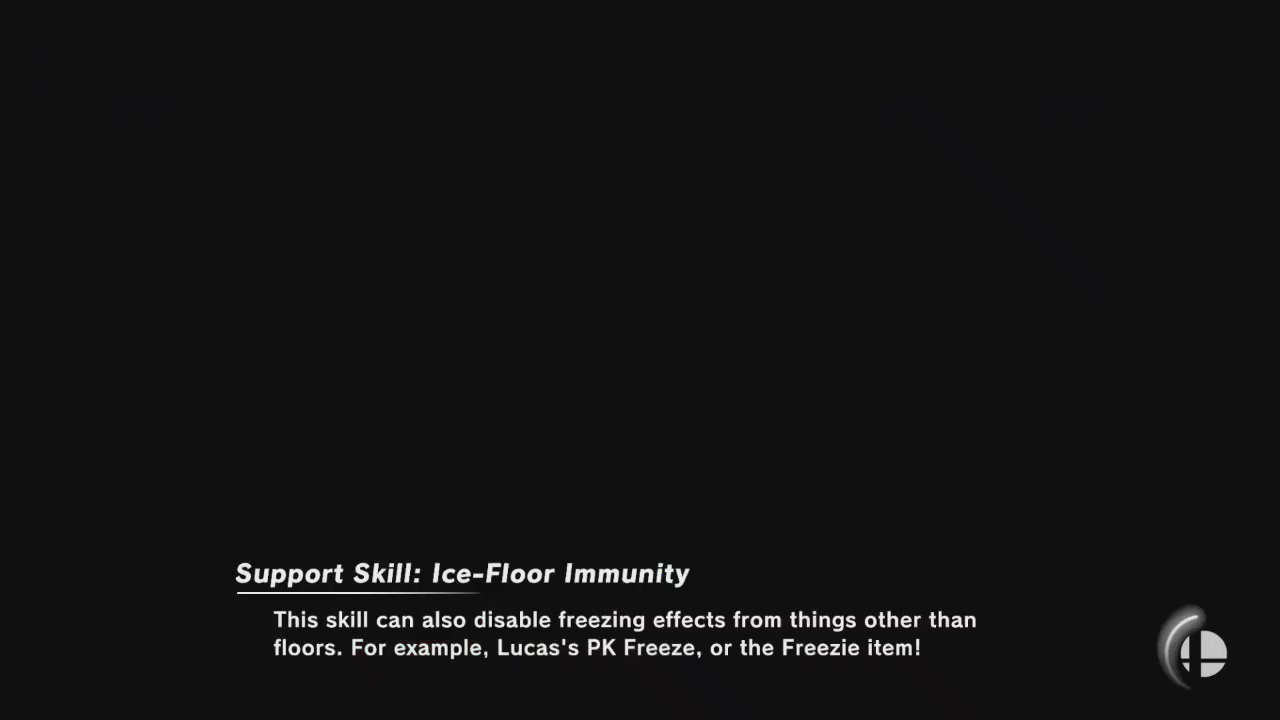 Support Skill: Ice-Floor Immunity
This skill can also disable freezing effects from things other than
floors. For example, Lucas's PK Freeze, or the Freezie item!